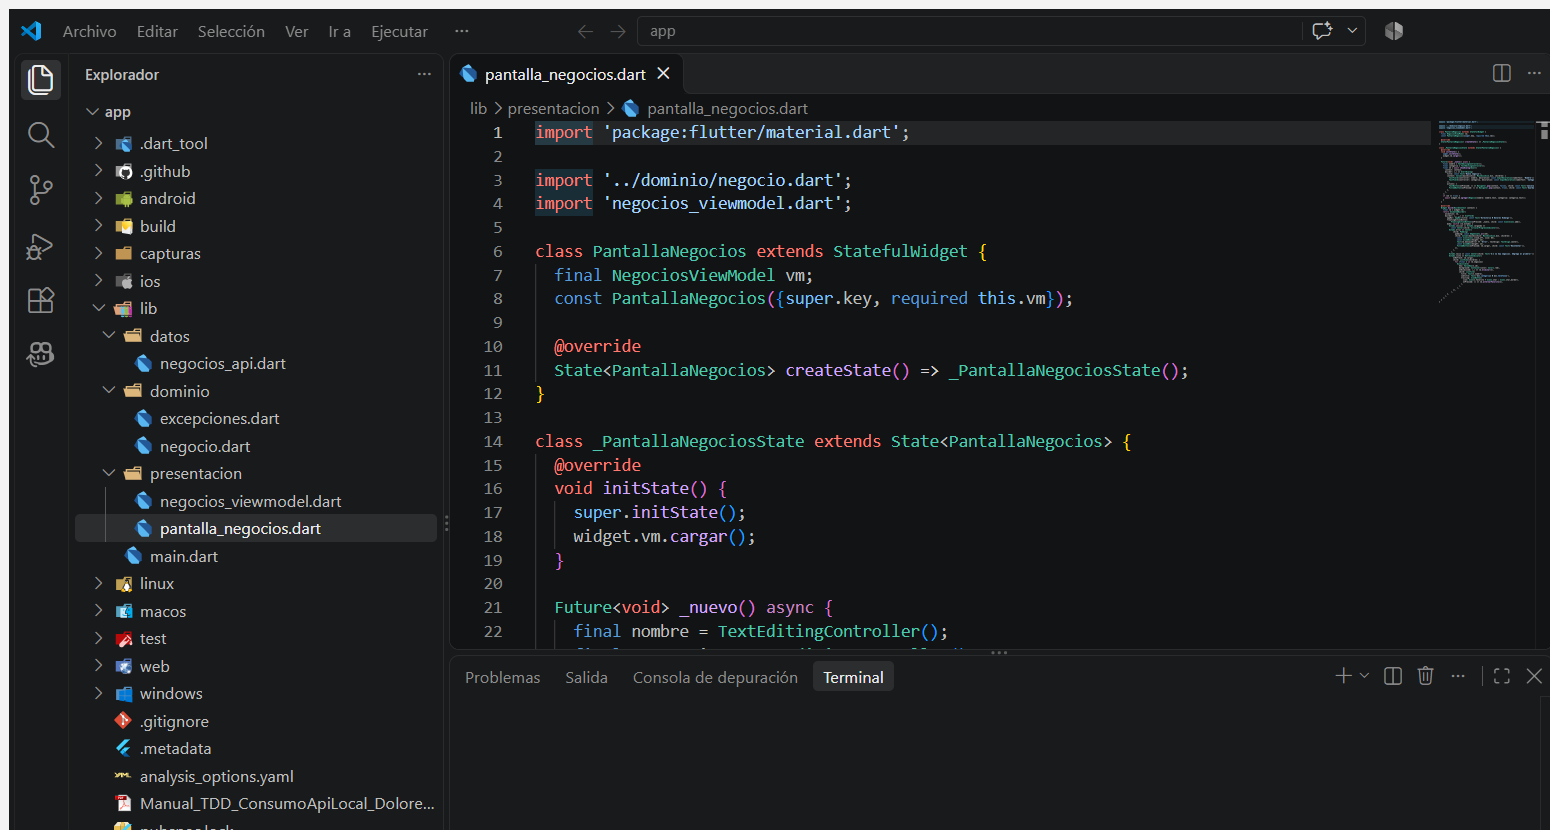 Archivo Editar Selección Ver Ir a Ejecutar ··· app
Explorador ···
app
.dart_tool
.github
android
build
capturas
ios
lib
datos
negocios_api.dart
dominio
excepciones.dart
negocio.dart
presentacion
negocios_viewmodel.dart
pantalla_negocios.dart
main.dart
linux
macos
test
web
windows
.gitignore
.metadata
analysis_options.yaml
Manual_TDD_ConsumoApiLocal_Dolore...
pantalla_negocios.dart
lib > presentacion > pantalla_negocios.dart
1 import 'package:flutter/material.dart';
2
3 import '../dominio/negocio.dart';
4 import 'negocios_viewmodel.dart';
5
6 class PantallaNegocios extends StatefulWidget {
7 final NegociosViewModel vm;
8 const PantallaNegocios({super.key, required this.vm});
9
10 @override
11 State<PantallaNegocios> createState() => _PantallaNegociosState();
12 }
13
14 class _PantallaNegociosState extends State<PantallaNegocios> {
15 @override
16 void initState() {
17 super.initState();
18 widget.vm.cargar();
19 }
20
21 Future<void> _nuevo() async {
22 final nombre = TextEditingController();
Problemas Salida Consola de depuración Terminal